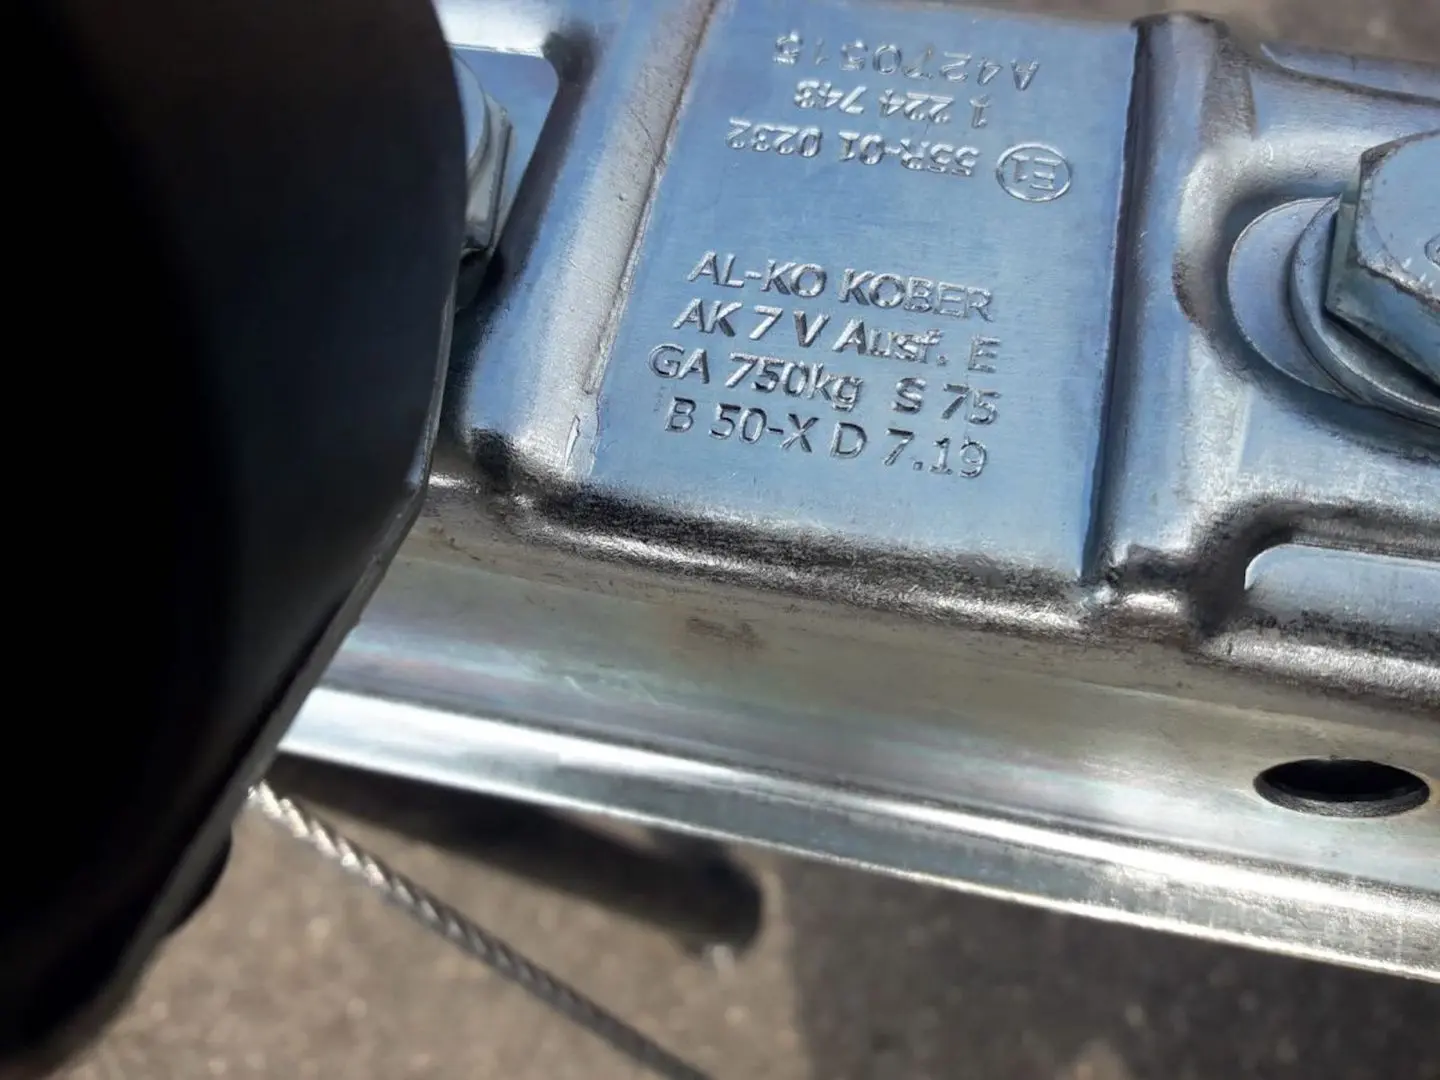 AL-KO KOBER
AK 7 V Ausf. E
GA 750kg S 75
B 50-X D 7.19
E1 55R-01 0232
1 224 743
A4270515